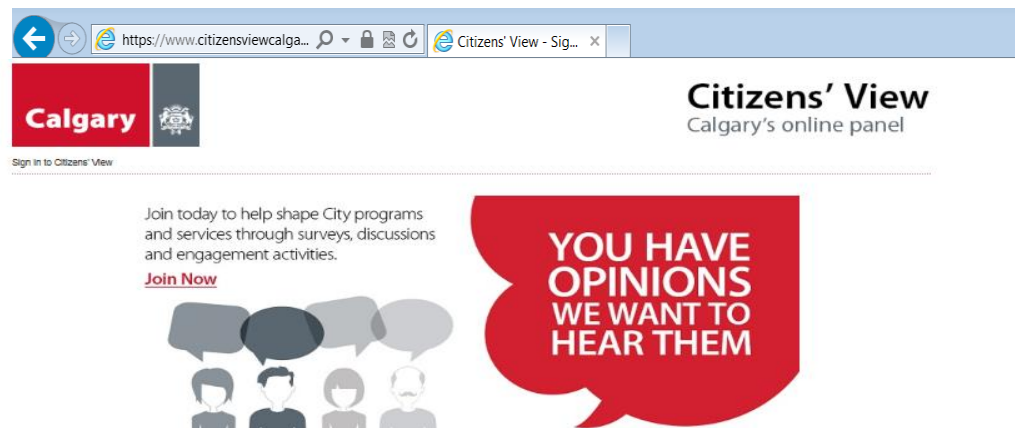 https://www.citizensviewcalga...
Citizens' View - Sig...
Calgary
Citizens' View
Calgary's online panel
Sign in to Citizens' View
Join today to help shape City programs
and services through surveys, discussions
and engagement activities.
Join Now
YOU HAVE
OPINIONS
WE WANT TO
HEAR THEM